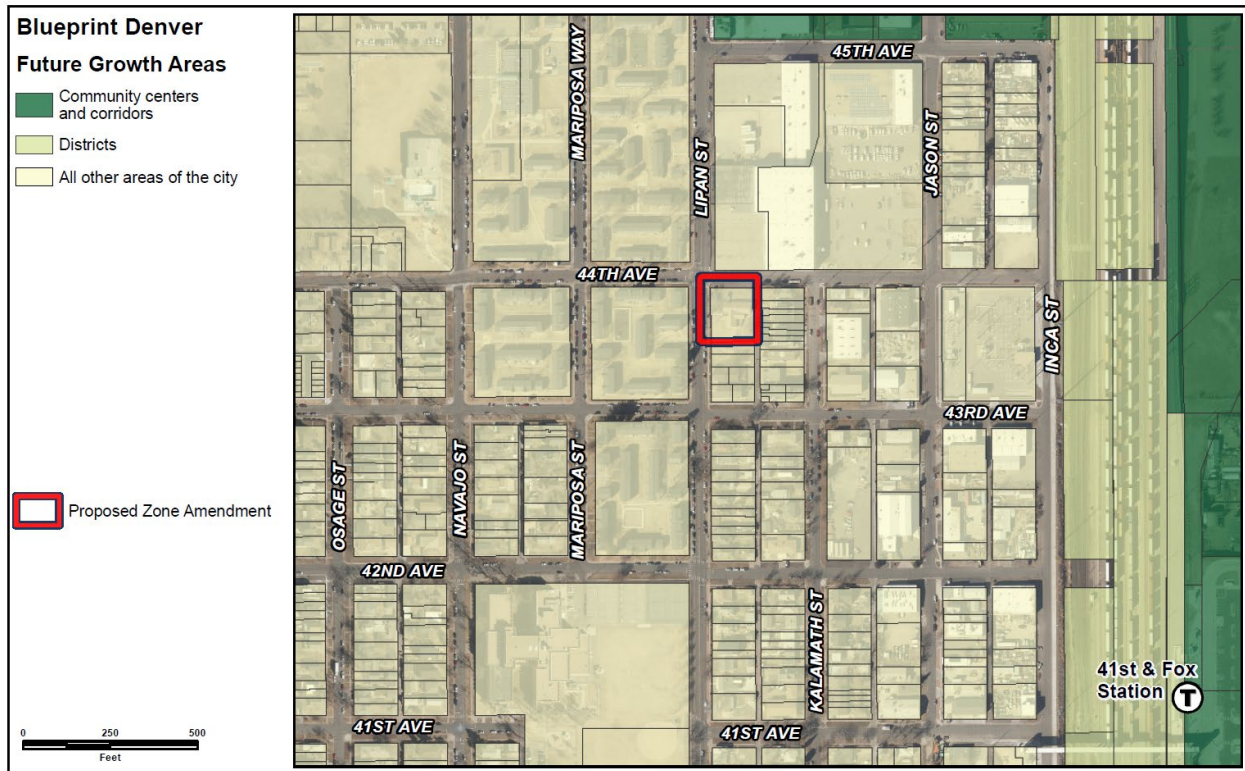 Blueprint Denver
Future Growth Areas
Community centers
and corridors
Districts
All other areas of the city
Proposed Zone Amendment
0 250 500
Feet
45TH AVE
MARIPOSA WAY
LIPAN ST
JASON ST
44TH AVE
INCA ST
43RD AVE
OSAGE ST
NAVAJO ST
MARIPOSA ST
42ND AVE
KALAMATH ST
41st & Fox
Station
T
41ST AVE
41ST AVE